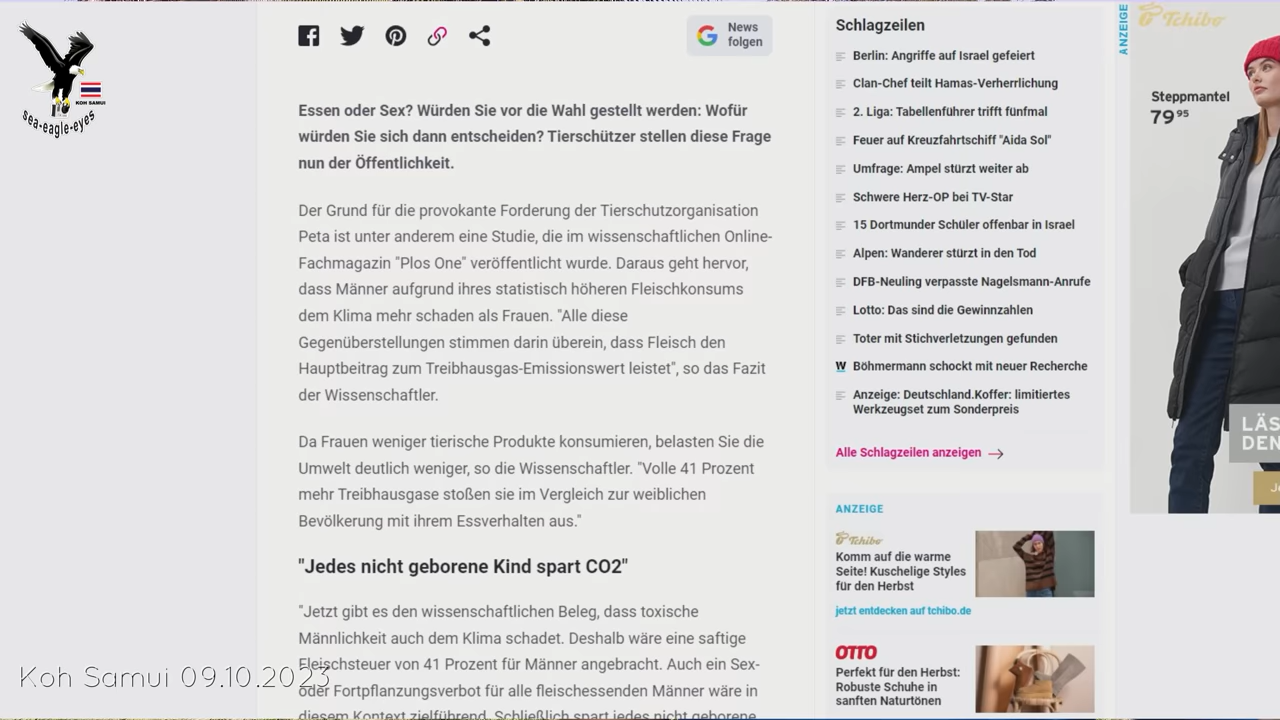 KOH SAMUI
sea-eagle-eyes
News
folgen
Essen oder Sex? Würden Sie vor die Wahl gestellt werden: Wofür
würden Sie sich dann entscheiden? Tierschützer stellen diese Frage
nun der Öffentlichkeit.
Der Grund für die provokante Forderung der Tierschutzorganisation
Peta ist unter anderem eine Studie, die im wissenschaftlichen Online-
Fachmagazin "Plos One" veröffentlicht wurde. Daraus geht hervor,
dass Männer aufgrund ihres statistisch höheren Fleischkonsums
dem Klima mehr schaden als Frauen. "Alle diese
Gegenüberstellungen stimmen darin überein, dass Fleisch den
Hauptbeitrag zum Treibhausgas-Emissionswert leistet", so das Fazit
der Wissenschaftler.
Da Frauen weniger tierische Produkte konsumieren, belasten Sie die
Umwelt deutlich weniger, so die Wissenschaftler. "Volle 41 Prozent
mehr Treibhausgase stoßen sie im Vergleich zur weiblichen
Bevölkerung mit ihrem Essverhalten aus."
"Jedes nicht geborene Kind spart CO2"
"Jetzt gibt es den wissenschaftlichen Beleg, dass toxische
Männlichkeit auch dem Klima schadet. Deshalb wäre eine saftige
Fleischsteuer von 41 Prozent für Männer angebracht. Auch ein Sex-
oder Fortpflanzungsverbot für alle fleischessenden Männer wäre in
diesem Kontext zielführend. Schließlich spart jedes nicht geborene
Koh Samui 09.10.2023
Schlagzeilen
Berlin: Angriffe auf Israel gefeiert
Clan-Chef teilt Hamas-Verherrlichung
2. Liga: Tabellenführer trifft fünfmal
Feuer auf Kreuzfahrtschiff "Aida Sol"
Umfrage: Ampel stürzt weiter ab
Schwere Herz-OP bei TV-Star
15 Dortmunder Schüler offenbar in Israel
Alpen: Wanderer stürzt in den Tod
DFB-Neuling verpasste Nagelsmann-Anrufe
Lotto: Das sind die Gewinnzahlen
Toter mit Stichverletzungen gefunden
W Böhmermann schockt mit neuer Recherche
Anzeige: Deutschland.Koffer: limitiertes
Werkzeugset zum Sonderpreis
Alle Schlagzeilen anzeigen
ANZEIGE
Tchibo
Komm auf die warme
Seite! Kuschelige Styles
für den Herbst
jetzt entdecken auf tchibo.de
OTTO
Perfekt für den Herbst:
Robuste Schuhe in
sanften Naturtönen
ANZEIGE
Tchibo
Steppmantel
79 95
LÄS
DEN